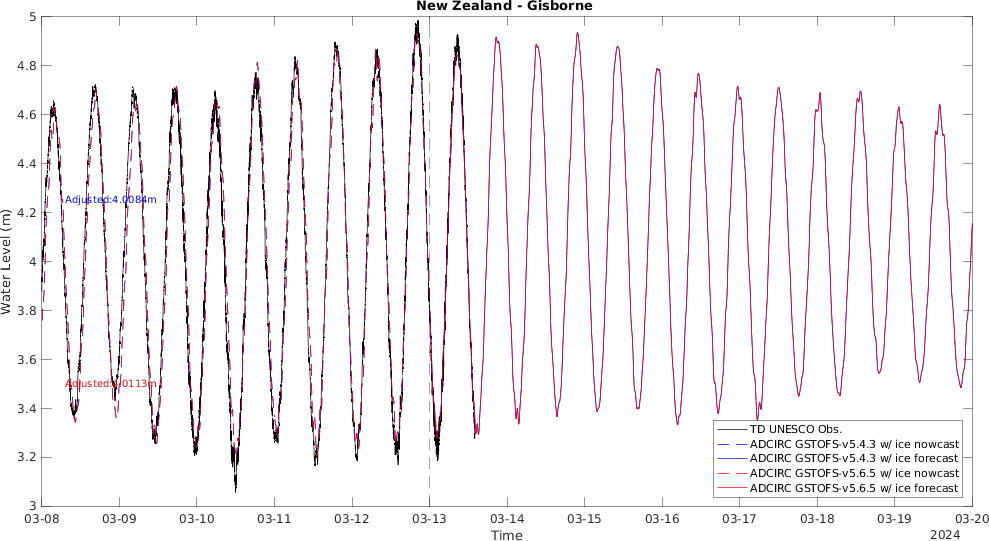 New Zealand - Gisborne
5
4.8
4.6
4.4
4.2
4
3.8
3.6
3.4
3.2
3
Water Level (m)
Adjusted:4.0084m
Adjusted:4.0113m
TD UNESCO Obs.
ADCIRC GSTOFS-v5.4.3 w/ ice nowcast
ADCIRC GSTOFS-v5.4.3 w/ ice forecast
ADCIRC GSTOFS-v5.6.5 w/ ice nowcast
ADCIRC GSTOFS-v5.6.5 w/ ice forecast
03-08 03-09 03-10 03-11 03-12 03-13 03-14 03-15 03-16 03-17 03-18 03-19 03-20
Time
2024